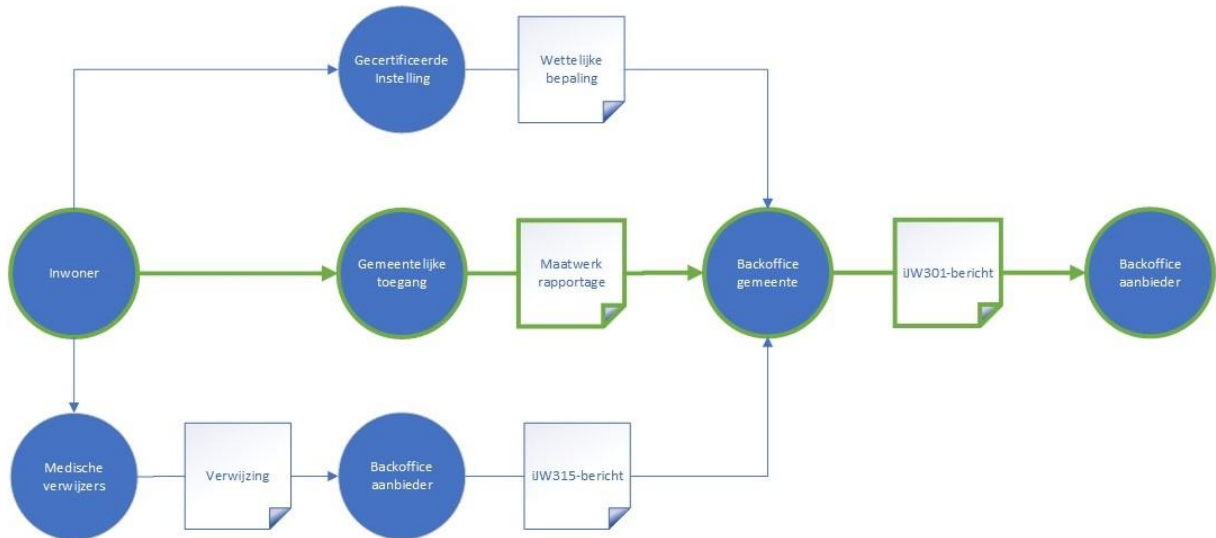 Gecertificeerde
Instelling
Wettelijke
bepaling
Inwoner
Gemeentelijke
toegang
Maatwerk
rapportage
Backoffice
gemeente
iJW301-bericht
Backoffice
aanbieder
Medische
verwijzers
Verwijzing
Backoffice
aanbieder
iJW315-bericht